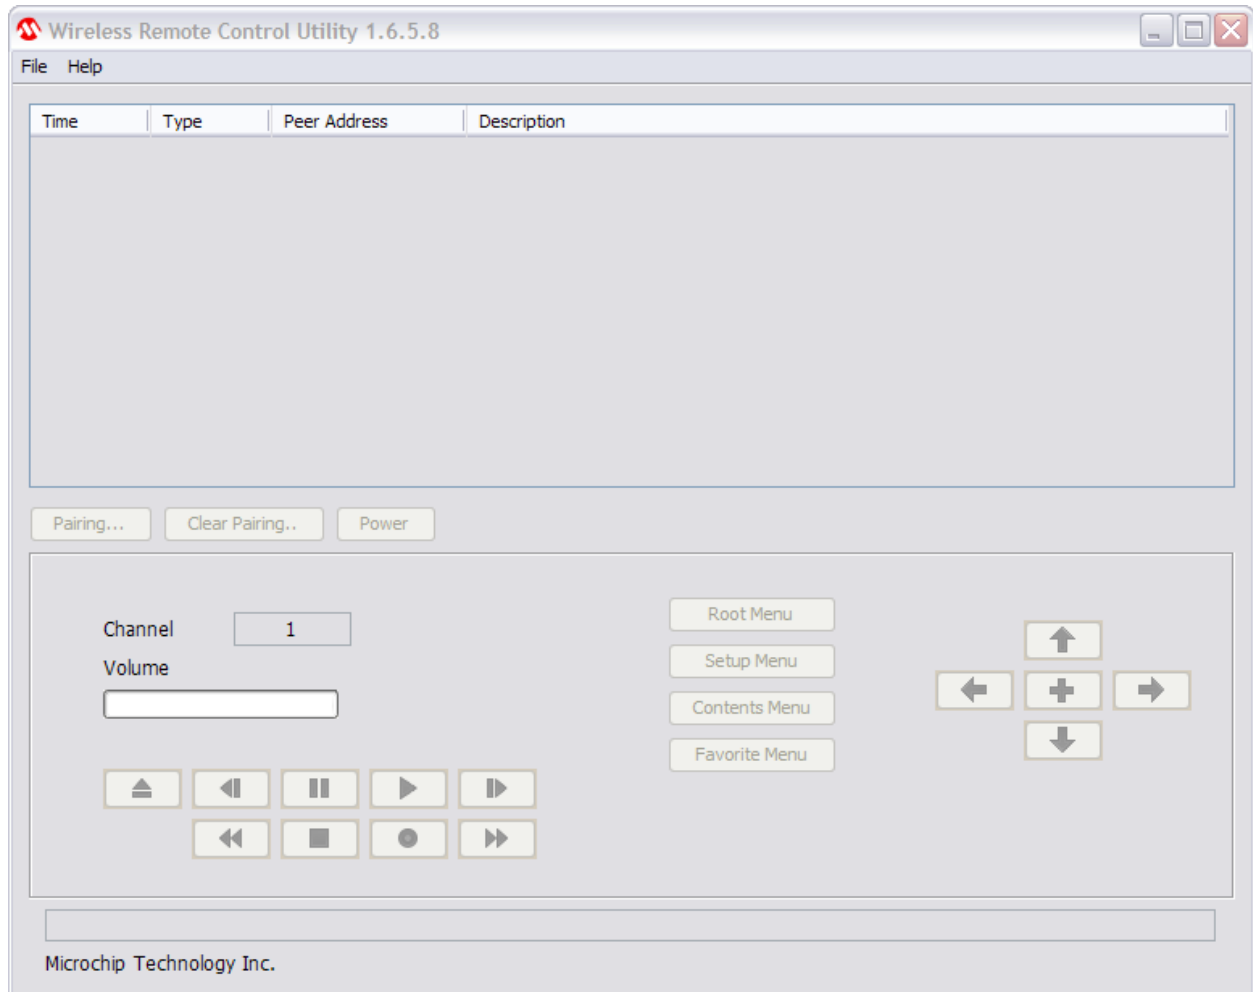 Wireless Remote Control Utility 1.6.5.8
File Help
Time Type Peer Address Description
Pairing... Clear Pairing.. Power
Channel 1
Volume
Root Menu
Setup Menu
Contents Menu
Favorite Menu
Microchip Technology Inc.